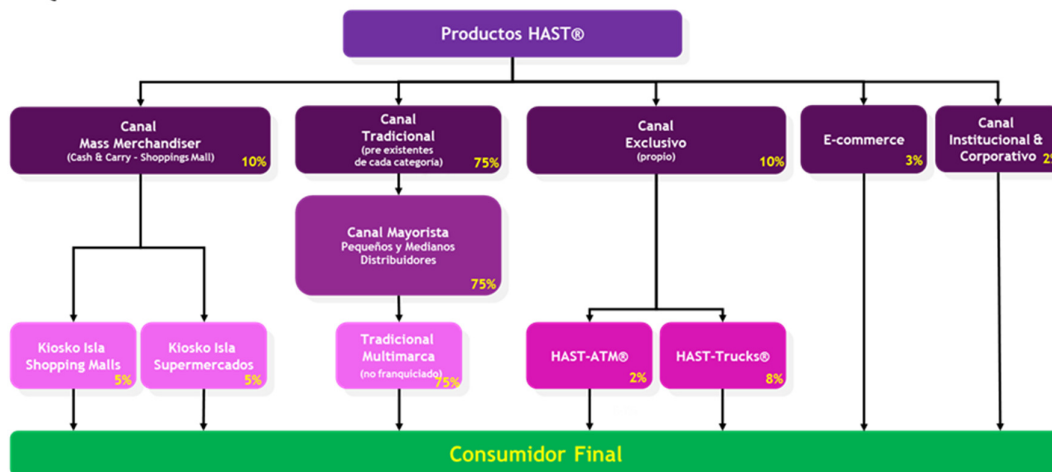 Productos HAST®
Canal
Mass Merchandiser
(Cash & Carry - Shoppings Mall)
10%
Canal
Tradicional
(pre existentes
de cada categoría)
75%
Canal
Exclusivo
(propio)
10%
E-commerce
3%
Canal
Institucional &
Corporativo
Canal Mayorista
Pequeños y Medianos
Distribuidores
75%
Kiosko Isla
Shopping Malls
5%
Kiosko Isla
Supermercados
5%
Tradicional
Multimarca
(no franquiciado)
75%
HAST-ATM®
2%
HAST-Trucks®
8%
Consumidor Final